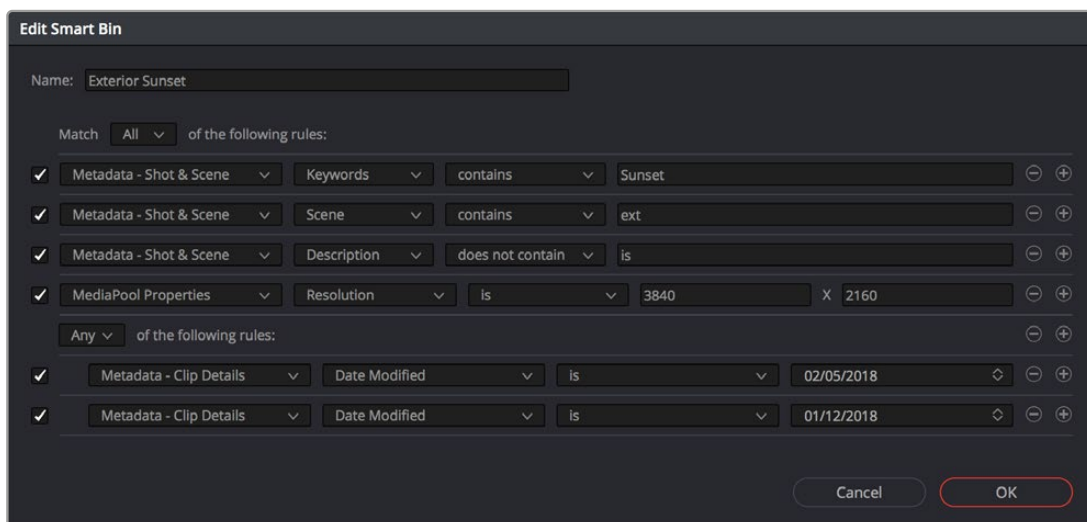 Edit Smart Bin
Name: Exterior Sunset
Match All of the following rules:
Metadata - Shot & Scene Keywords contains Sunset
Metadata - Shot & Scene Scene contains ext
Metadata - Shot & Scene Description does not contain is
MediaPool Properties Resolution is 3840 X 2160
Any of the following rules:
Metadata - Clip Details Date Modified is 02/05/2018
Metadata - Clip Details Date Modified is 01/12/2018
Cancel OK